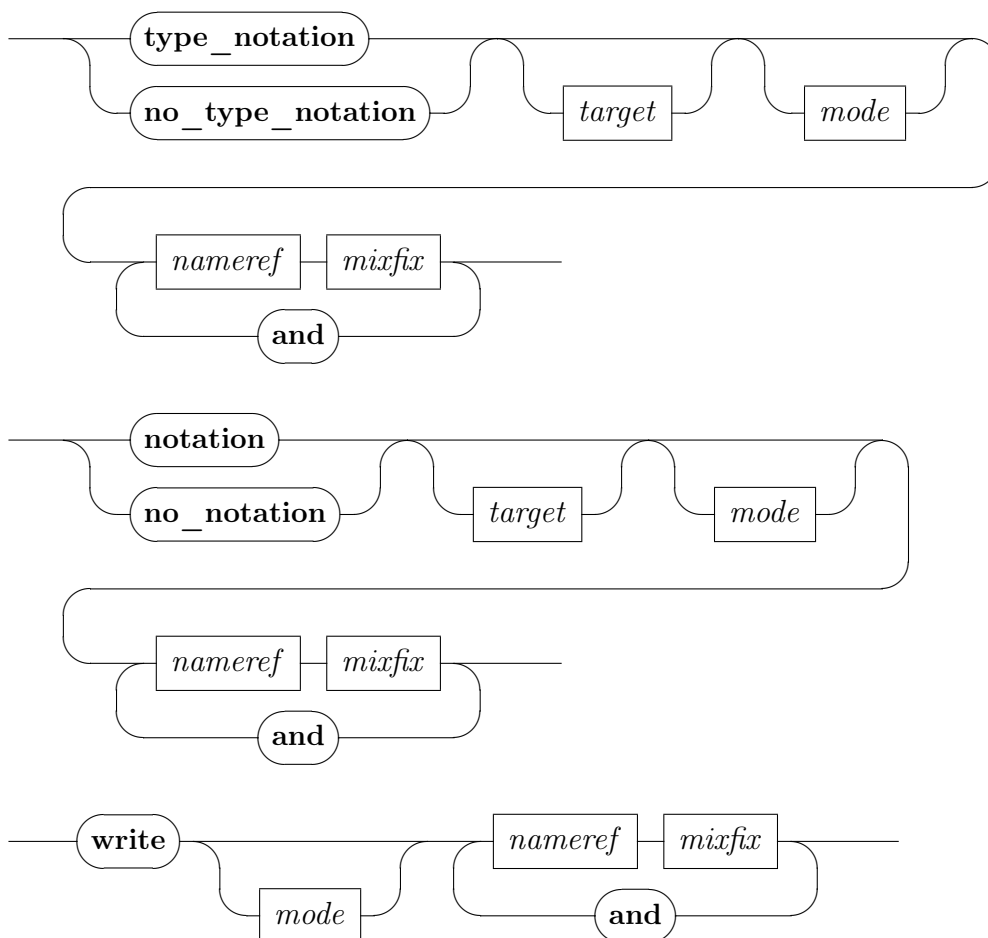 type_notation
no_type_notation target mode
nameref mixfix
and
notation
no_notation target mode
nameref mixfix
and
write nameref mixfix
mode and